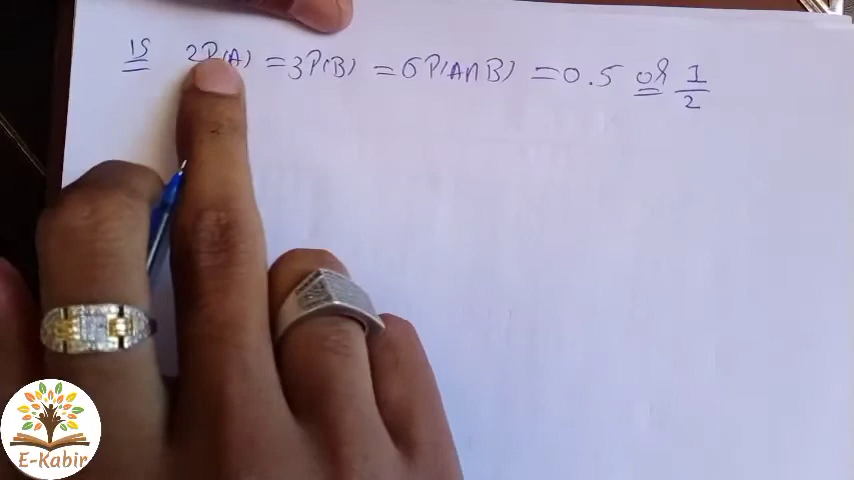 15 2P(A) = 3P(B) = 6P(A∩B) = 0.5 or 1/2
E-Kabir